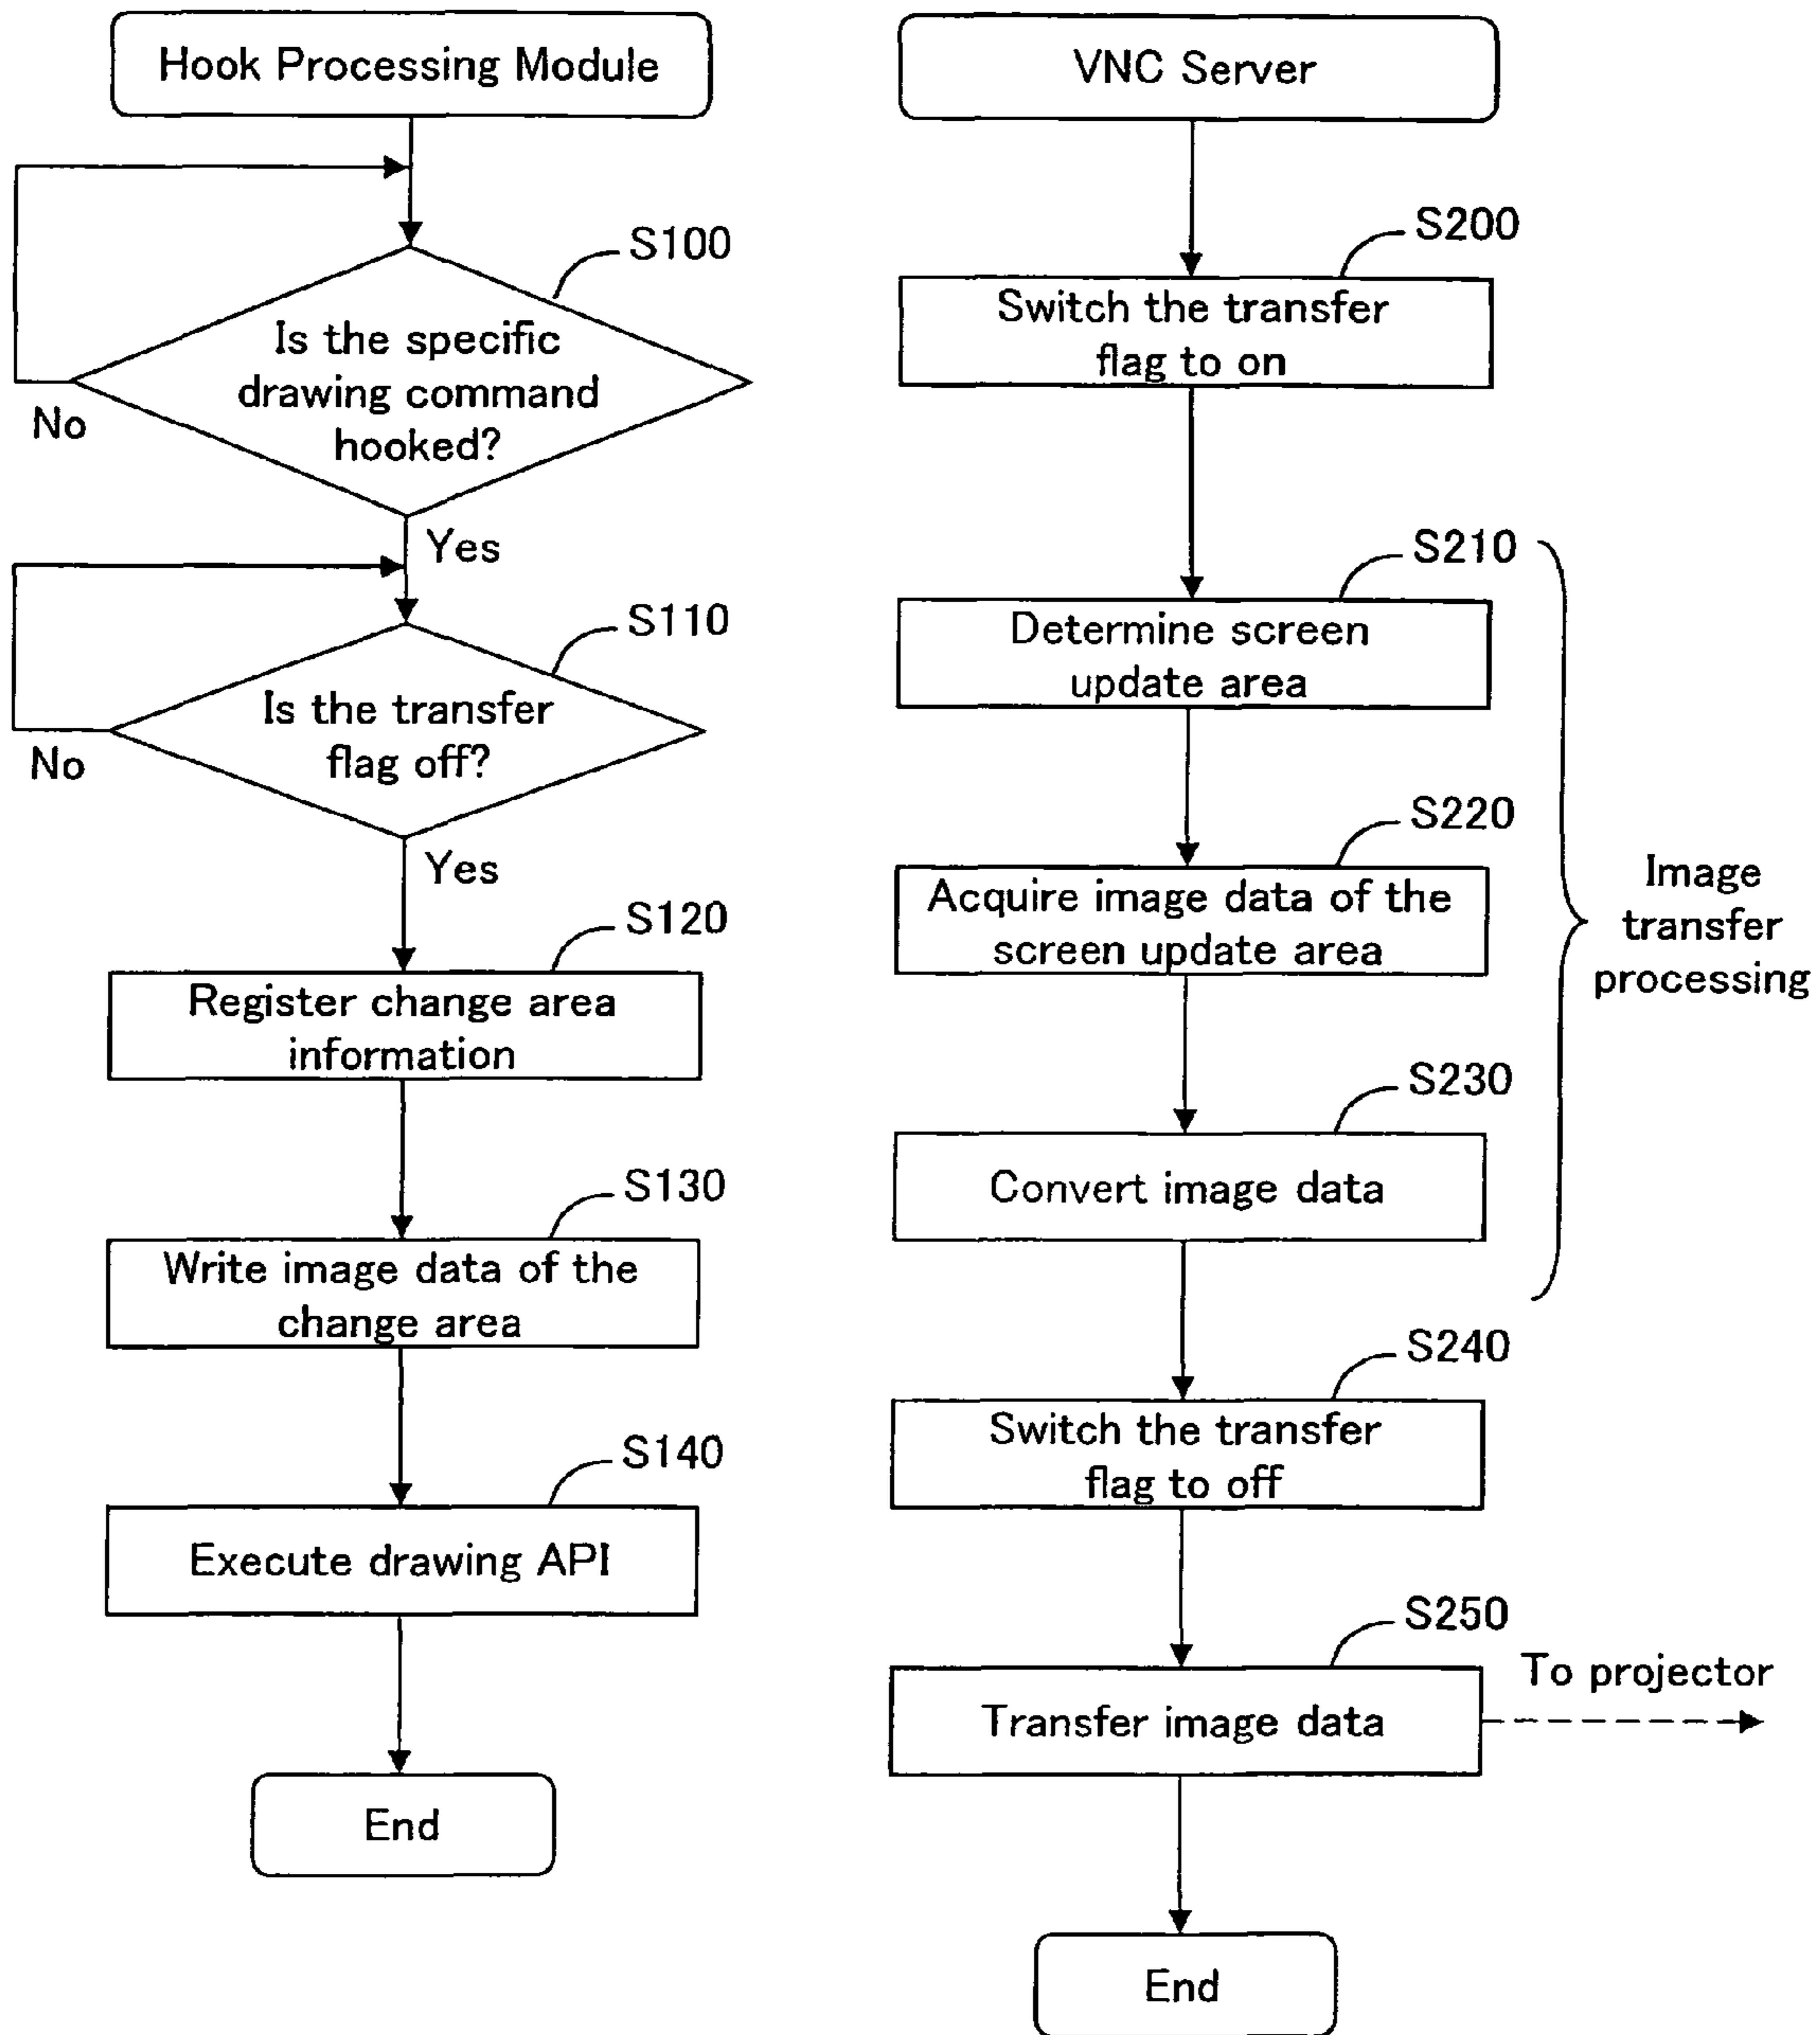 Hook Processing Module
S100
Is the specific
drawing command
hooked?
No
Yes
S110
Is the transfer
flag off?
No
Yes
S120
Register change area
information
S130
Write image data of the
change area
S140
Execute drawing API
End
VNC Server
S200
Switch the transfer
flag to on
S210
Determine screen
update area
S220
Acquire image data of the
screen update area
S230
Convert image data
Image
transfer
processing
S240
Switch the transfer
flag to off
S250
Transfer image data
To projector
End